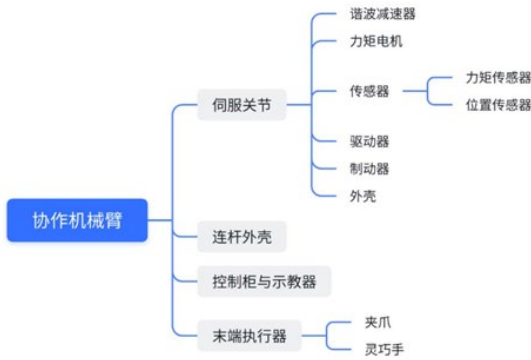 谐波减速器
力矩电机
力矩传感器
传感器
位置传感器
伺服关节
驱动器
制动器
外壳
协作机械臂
连杆外壳
控制柜与示教器
夹爪
末端执行器
灵巧手